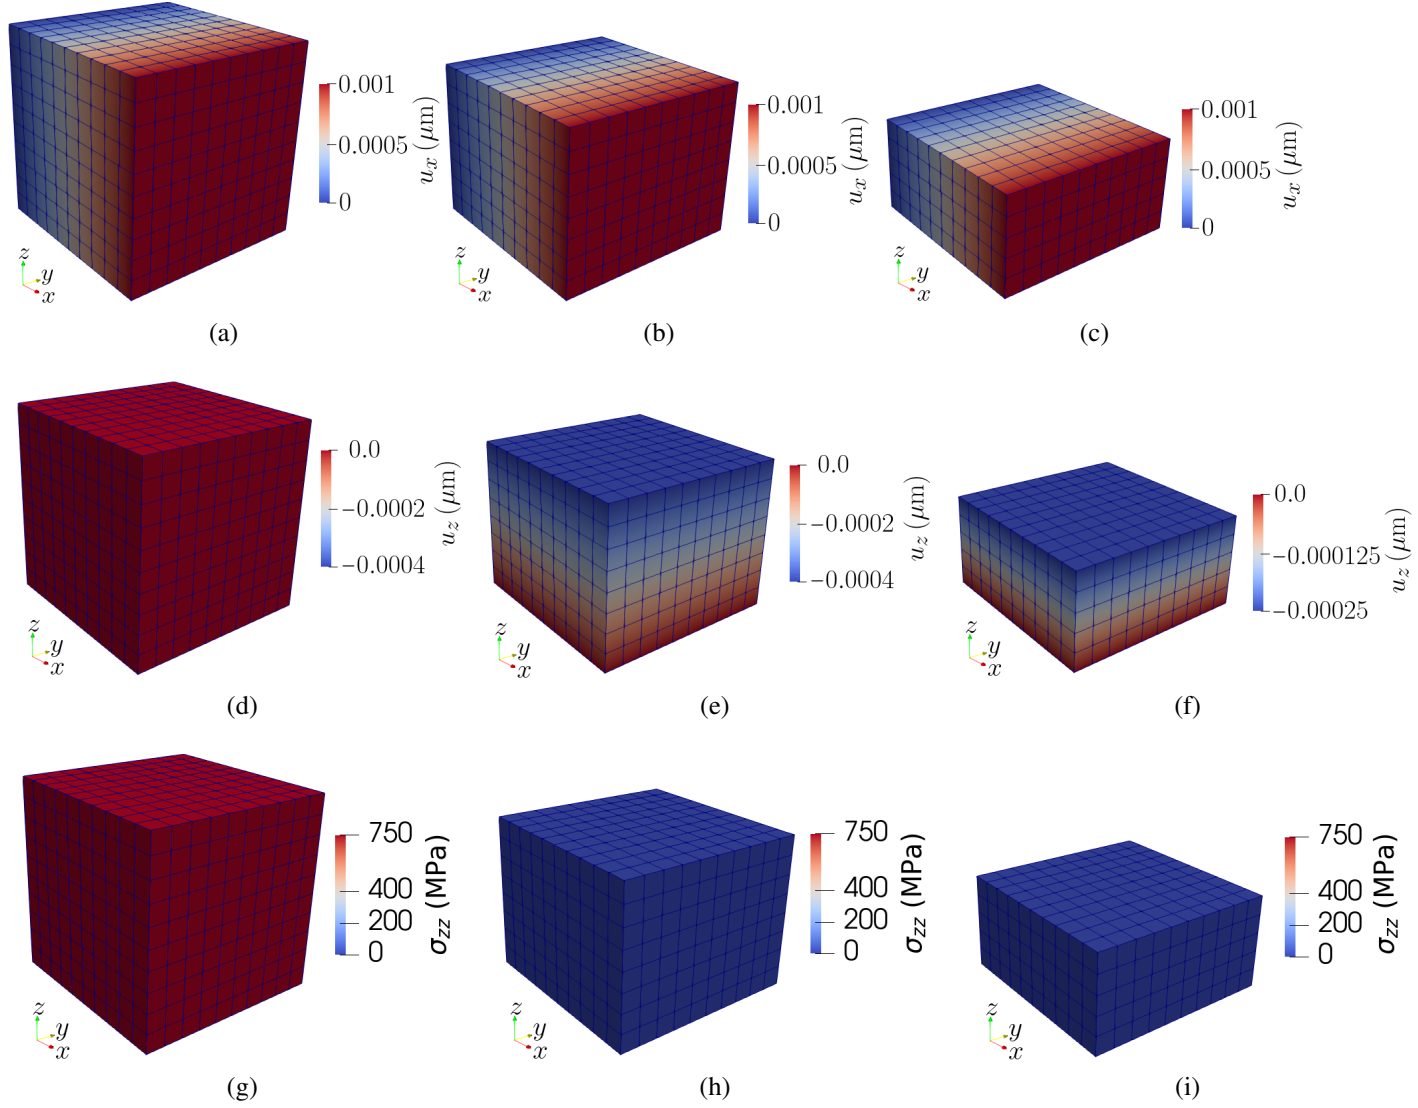 0.001
0.0005
0
u_x (μm)
z
y
x
(a)
0.001
0.0005
0
u_x (μm)
z
y
x
(b)
0.001
0.0005
0
u_x (μm)
z
y
x
(c)
0.0
−0.0002
−0.0004
u_z (μm)
z
y
x
(d)
0.0
−0.0002
−0.0004
u_z (μm)
z
y
x
(e)
0.0
−0.000125
−0.00025
u_z (μm)
z
y
x
(f)
750
400
200
0
σ_zz (MPa)
z
y
x
(g)
750
400
200
0
σ_zz (MPa)
z
y
x
(h)
750
400
200
0
σ_zz (MPa)
z
y
x
(i)